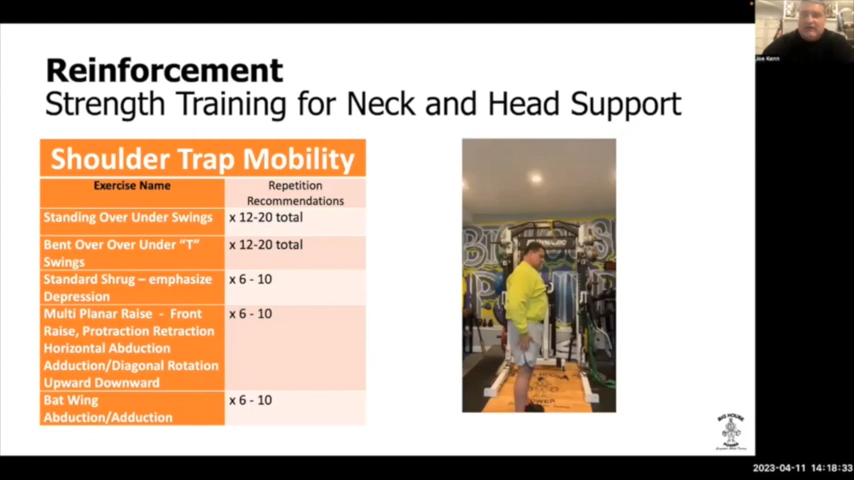 Reinforcement
Strength Training for Neck and Head Support
Shoulder Trap Mobility
Exercise Name
Repetition
Recommendations
Standing Over Under Swings
x 12-20 total
Bent Over Over Under “T”
Swings
x 12-20 total
Standard Shrug – emphasize
Depression
x 6 - 10
Multi Planar Raise - Front
Raise, Protraction Retraction
Horizontal Abduction
Adduction/Diagonal Rotation
Upward Downward
x 6 - 10
Bat Wing
Abduction/Adduction
x 6 - 10
Joe Kenn
BIG HOUSE
POWER
2023-04-11 14:18:33